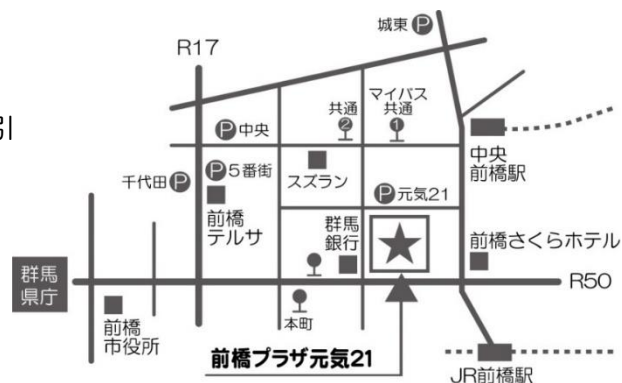 城東 P
R17
引
共通
2
マイバス
共通
1
P 中央
中央
前橋駅
P 5番街
千代田 P
スズラン
P 元気21
前橋
テルサ
群馬
銀行
前橋さくらホテル
群馬
県庁
R50
前橋
市役所
本町
前橋プラザ元気21
JR前橋駅